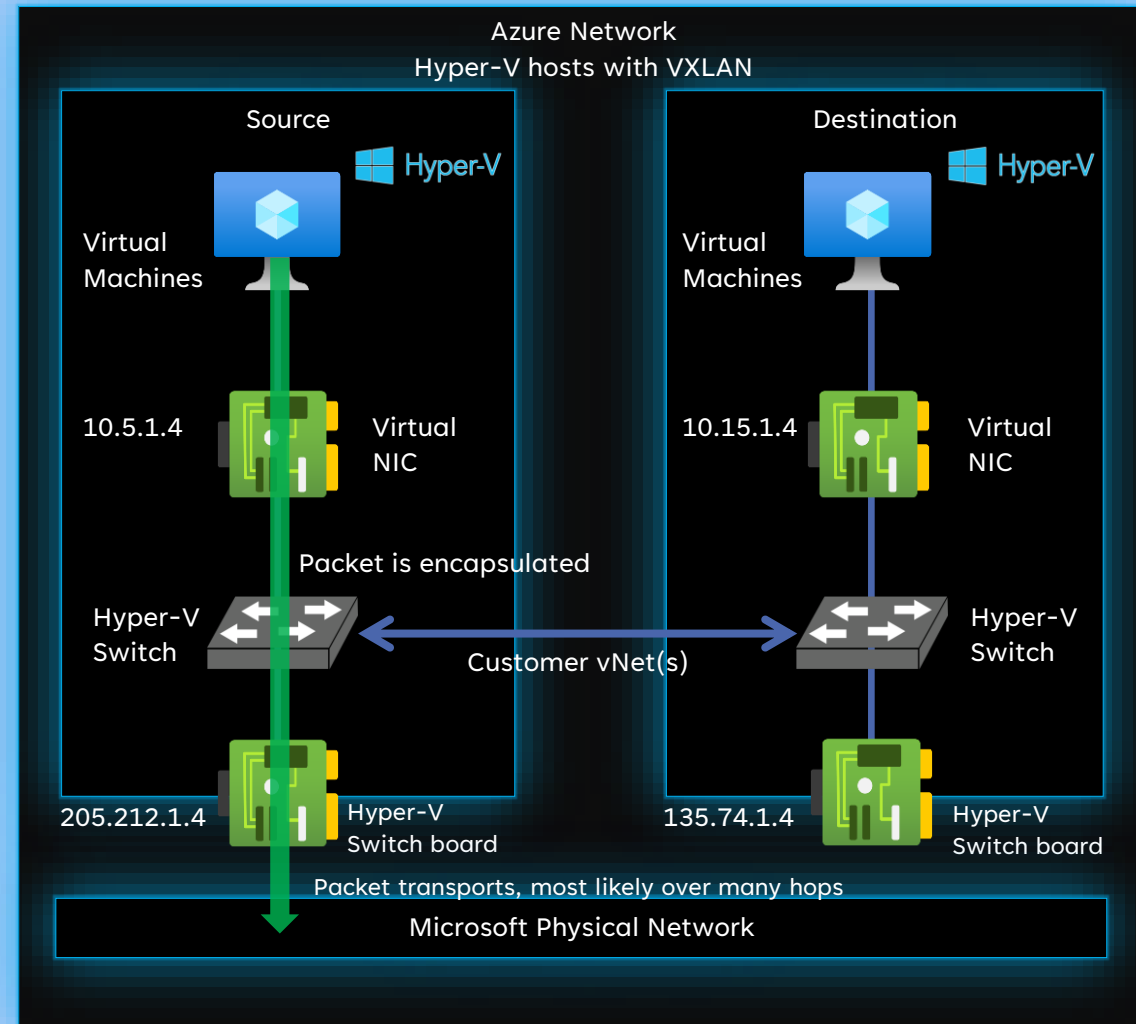 Azure Network
Hyper-V hosts with VXLAN
Source
Hyper-V
Virtual
Machines
10.5.1.4
Virtual
NIC
Packet is encapsulated
Hyper-V
Switch
Customer vNet(s)
205.212.1.4
Hyper-V
Switch board
Destination
Hyper-V
Virtual
Machines
10.15.1.4
Virtual
NIC
Hyper-V
Switch
135.74.1.4
Hyper-V
Switch board
Packet transports, most likely over many hops
Microsoft Physical Network